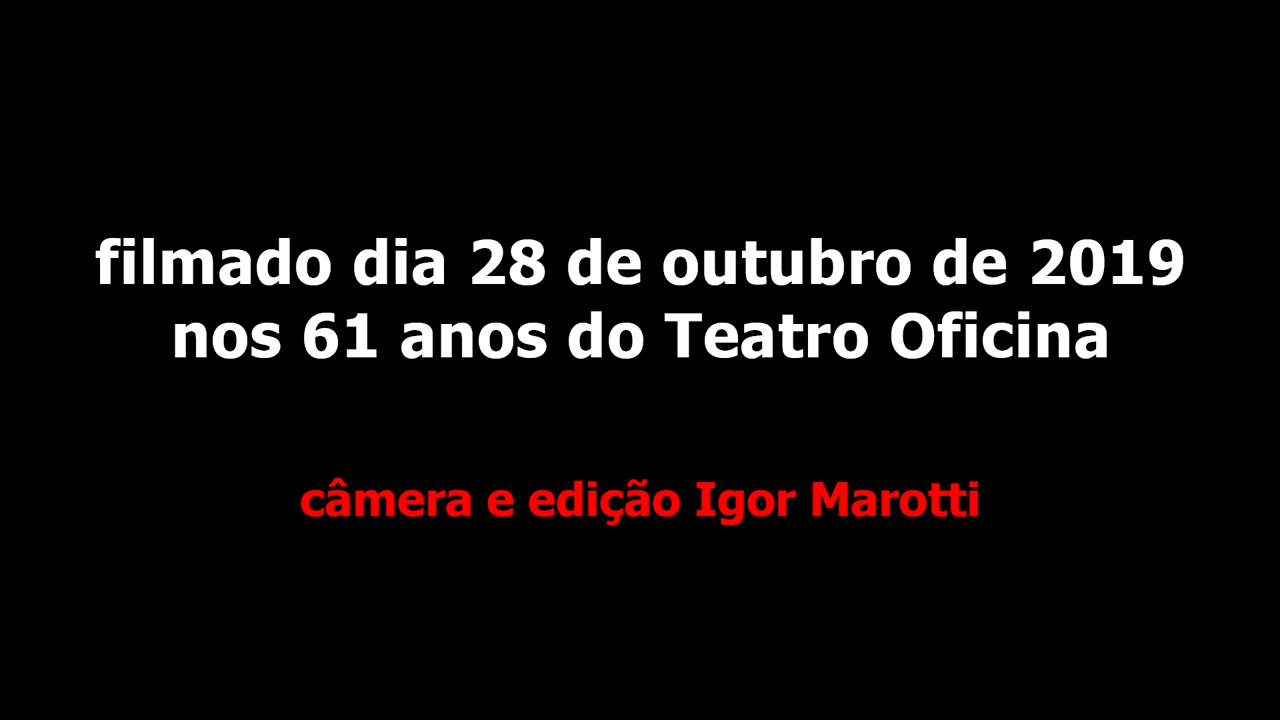 filmado dia 28 de outubro de 2019
nos 61 anos do Teatro Oficina
câmera e edição Igor Marotti